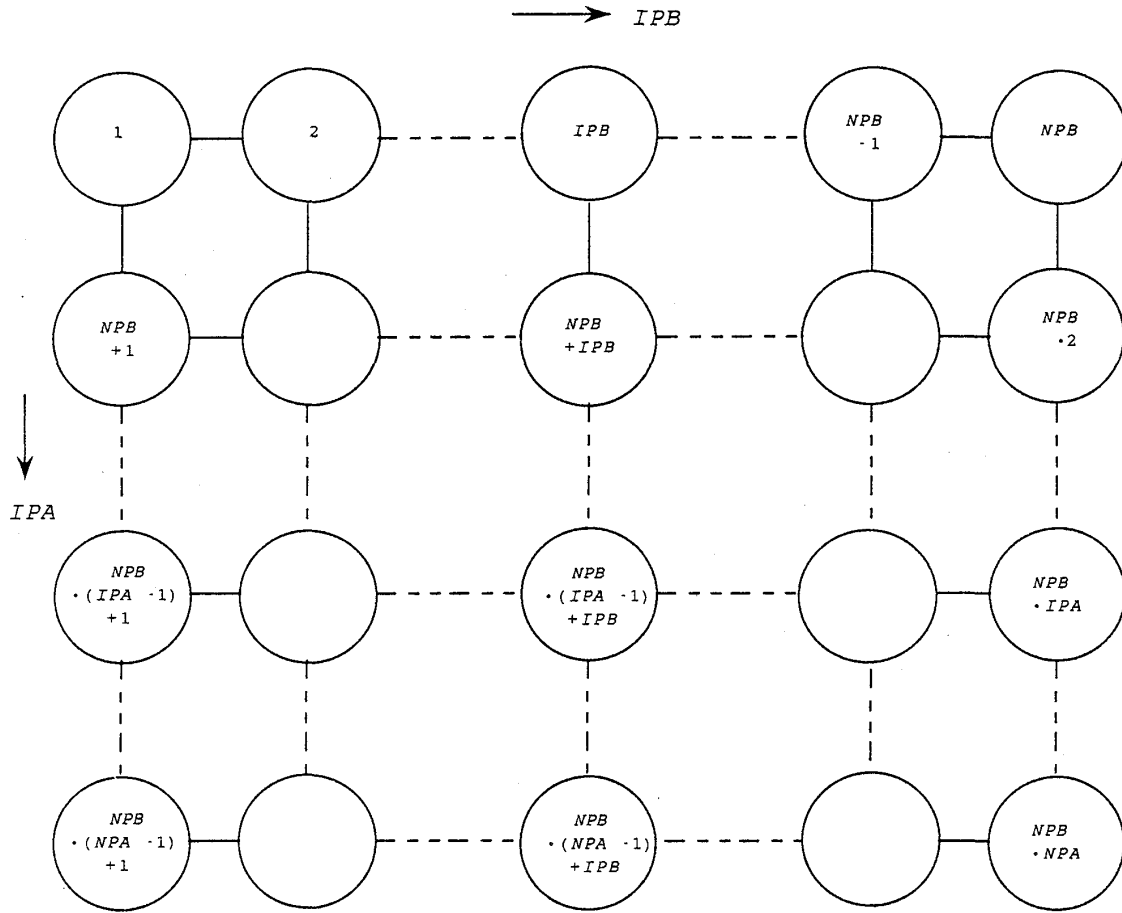 IPB
1
2
IPB
NPB
-1
NPB
NPB
+1
NPB
+IPB
NPB
·2
IPA
NPB
·(IPA -1)
+1
NPB
·(IPA -1)
+IPB
NPB
·IPA
NPB
·(NPA -1)
+1
NPB
·(NPA -1)
+IPB
NPB
·NPA